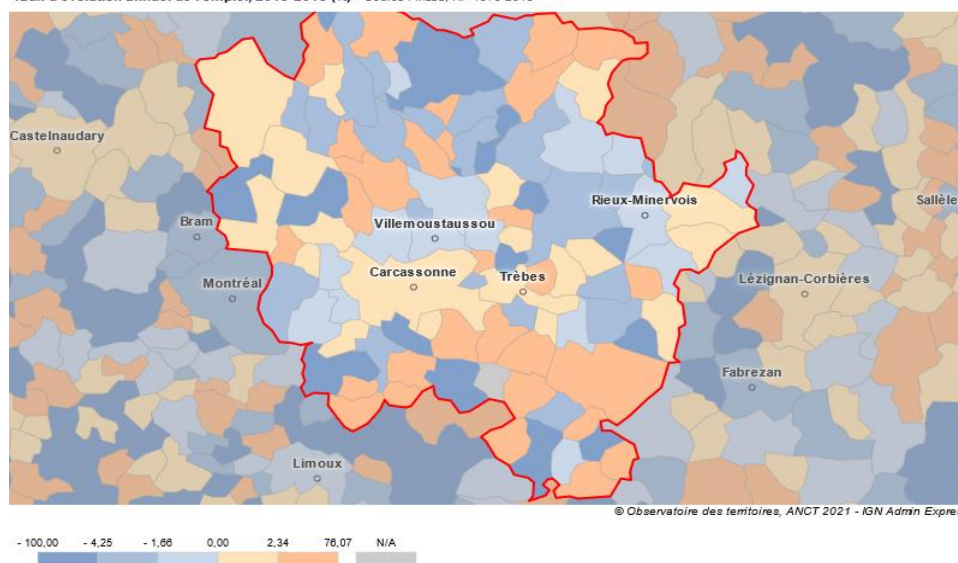 Castelnaudary
Rieux-Minervois
Sallèle
Bram
Villemoustaussou
Carcassonne
Trèbes
Montréal
Lézignan-Corbières
Fabrezan
Limoux
© Observatoire des territoires, ANCT 2021 - IGN Admin Expre
- 100,00 - 4,25 - 1,66 0,00 2,34 76,07 N/A